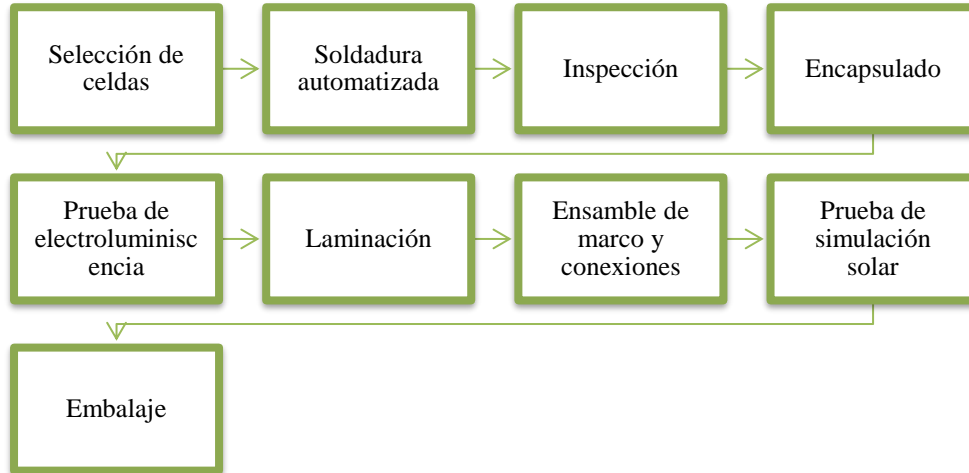 Selección de
celdas
Soldadura
automatizada
Inspección
Encapsulado
Prueba de
electroluminisc
encia
Laminación
Ensamble de
marco y
conexiones
Prueba de
simulación
solar
Embalaje